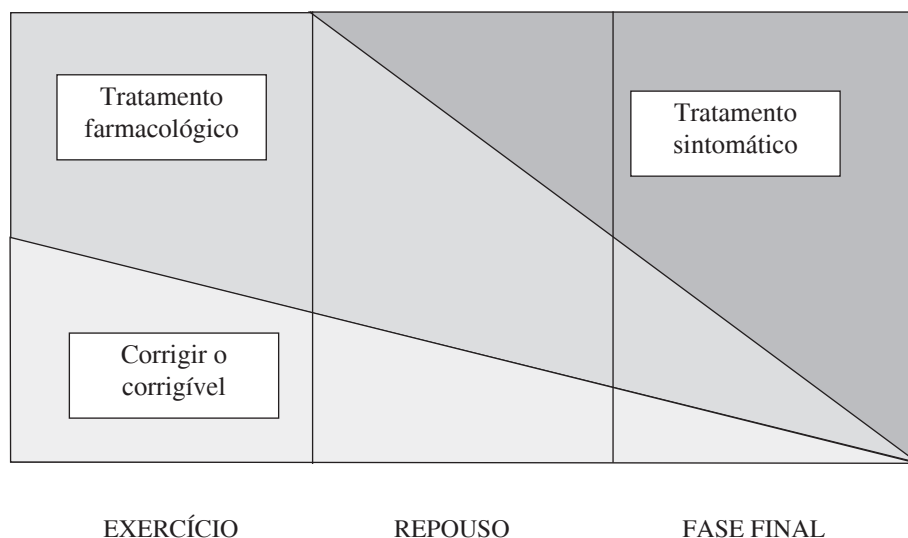 Tratamento
farmacológico
Tratamento
sintomático
Corrigir o
corrigível
EXERCÍCIO
REPOUSO
FASE FINAL